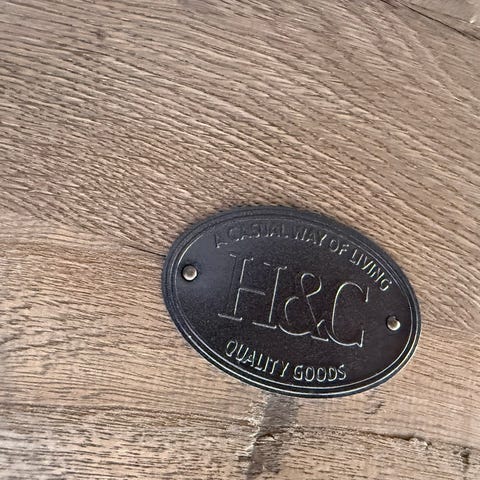 A CASUAL WAY OF LIVING
H&C
QUALITY GOODS